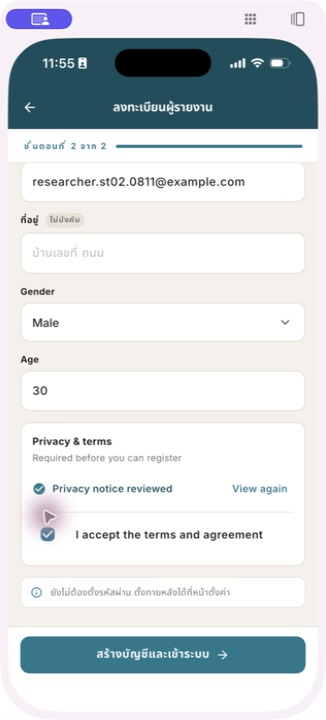 11:55
ลงทะเบียนผู้รายงาน
ขั้นตอนที่ 2 จาก 2
researcher.st02.0811@example.com
ที่อยู่ ไม่บังคับ
บ้านเลขที่ ถนน
Gender
Male
Age
30
Privacy & terms
Required before you can register
Privacy notice reviewed View again
I accept the terms and agreement
ยังไม่ต้องตั้งรหัสผ่าน ตั้งภายหลังได้ที่หน้าตั้งค่า
สร้างบัญชีและเข้าระบบ →